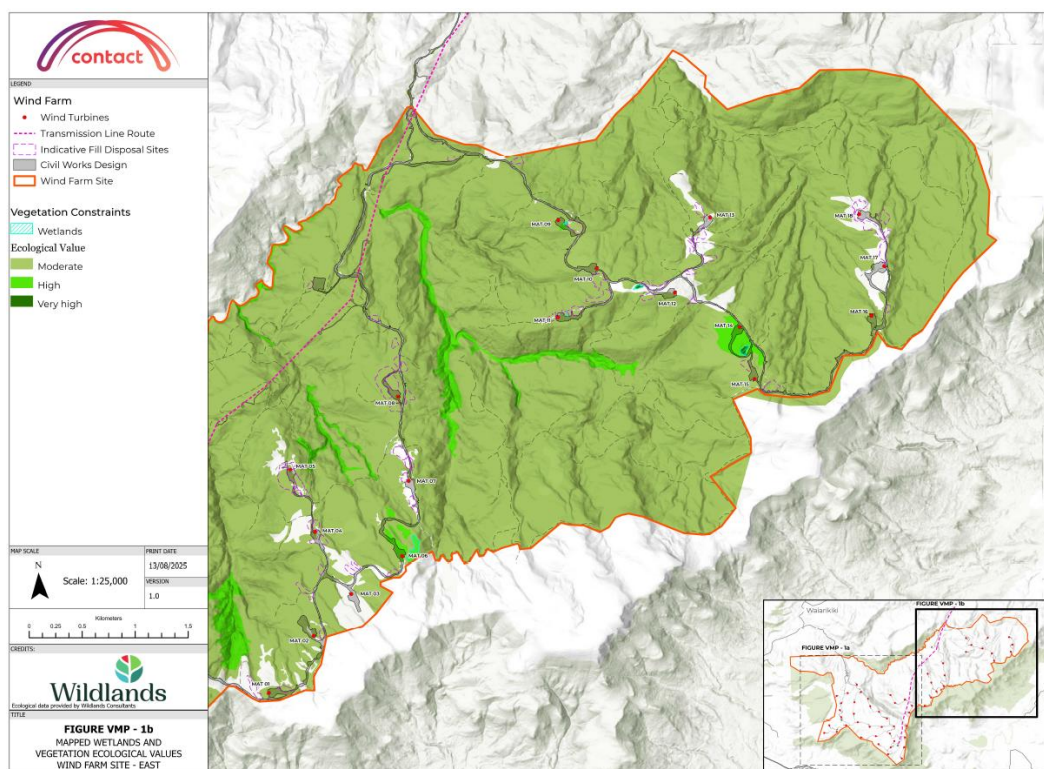 contact
LEGEND
Wind Farm
Wind Turbines
Transmission Line Route
Indicative Fill Disposal Sites
Civil Works Design
Wind Farm Site
Vegetation Constraints
Wetlands
Ecological Value
Moderate
High
Very high
MAP SCALE
N
Scale: 1:25,000
PRINT DATE
13/08/2025
VERSION
1.0
Kilometers
0 0.25 0.5 1 1.5
CREDITS:
Wildlands
Ecological data provided by Wildlands Consultants
TITLE
FIGURE VMP - 1b
MAPPED WETLANDS AND
VEGETATION ECOLOGICAL VALUES
WIND FARM SITE - EAST
MAT.09
MAT.13
MAT.18
MAT.17
MAT.10
MAT.12
MAT.11
MAT.16
MAT.14
MAT.15
MAT.08
MAT.05
MAT.07
MAT.04
MAT.06
MAT.03
MAT.02
MAT.01
FIGURE VMP - 1b
Waiarikiki
FIGURE VMP - 1a